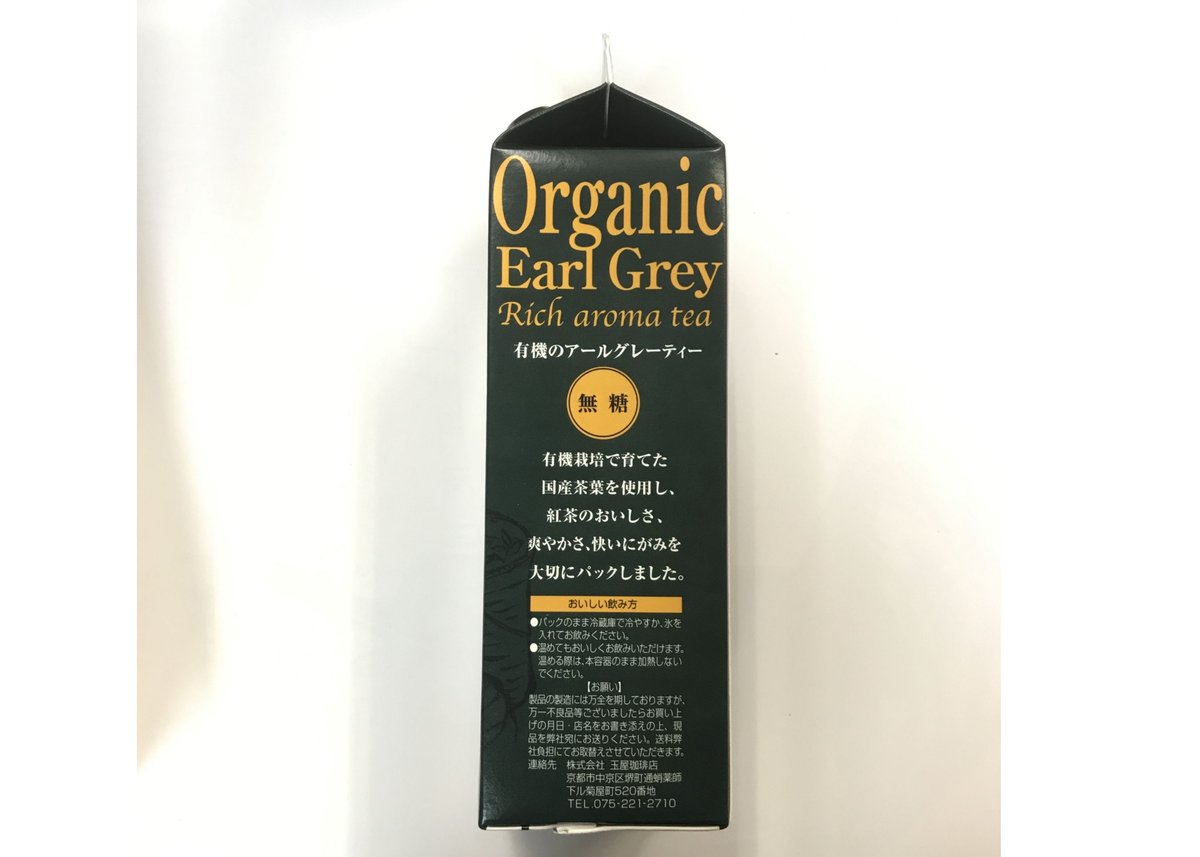 Organic
Earl Grey
Rich aroma tea
有機のアールグレーティー
無糖
有機栽培で育てた
国産茶葉を使用し、
紅茶のおいしさ、
爽やかさ、快いにがみを
大切にパックしました。
おいしい飲み方
●パックのまま冷蔵庫で冷やすか、氷を
入れてお飲みください。
●温めてもおいしくお飲みいただけます。
温める際は、本容器のまま加熱しない
でください。
【お願い】
製品の製造には万全を期しておりますが、
万一不良品等ございましたらお買い上
げの月日・店名をお書き添えの上、現
品を弊社宛にお送りください。送料弊
社負担にてお取替えさせていただきます。
連絡先 株式会社 玉屋珈琲店
京都市中京区堺町通蛸薬師
下ル菊屋町520番地
TEL.075-221-2710